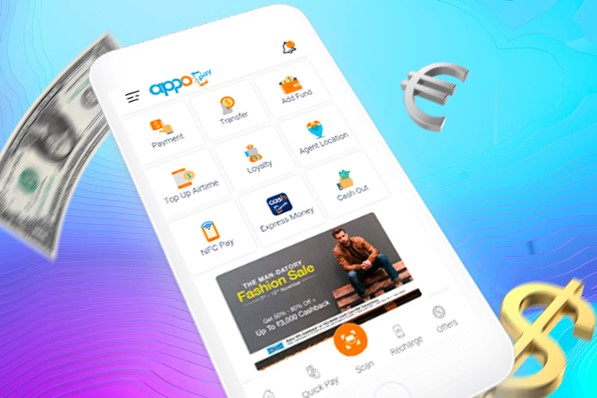 appo pay
Payment
Transfer
Add Fund
Top Up Airtime
Loyalty
Agent Location
NFC Pay
cash
Express Money
Cash Out
THE MAN-DATORY
Fashion Sale
Get 50% - 80% Off +
Up To ₹3,000 Cashback
Quick Pay
Scan
Recharge
Offers